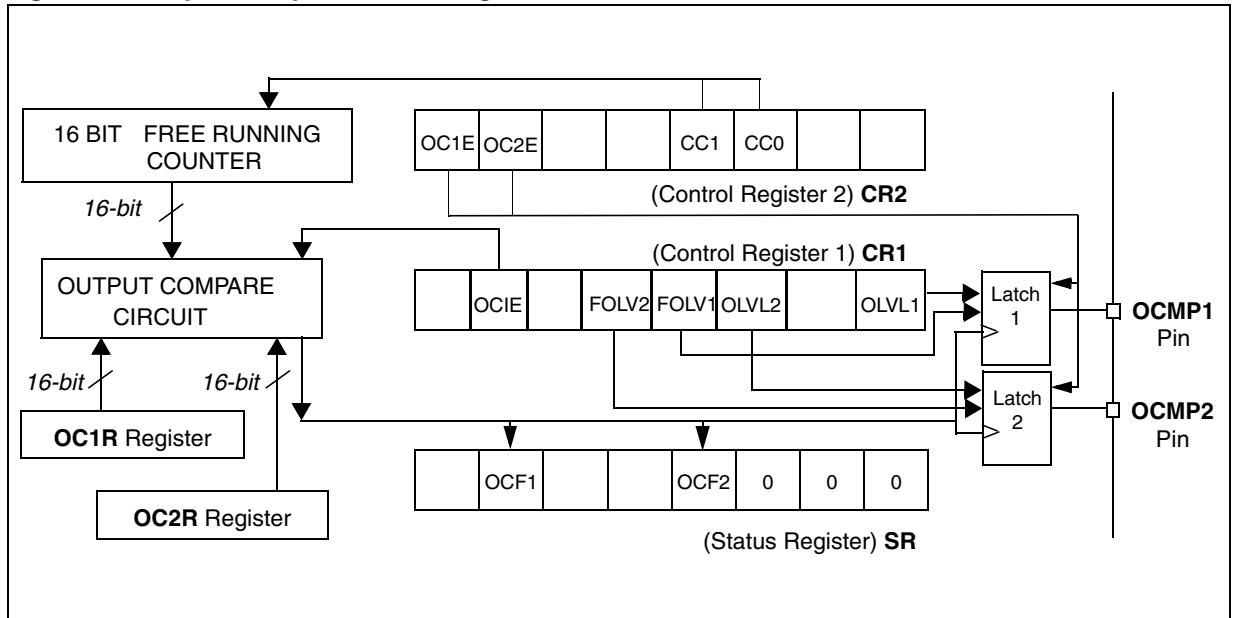 16 BIT FREE RUNNING
COUNTER
OC1E OC2E CC1 CC0
(Control Register 2) CR2
16-bit
(Control Register 1) CR1
OUTPUT COMPARE
CIRCUIT
OCIE FOLV2 FOLV1 OLVL2 OLVL1
Latch
1
OCMP1
Pin
16-bit 16-bit
Latch
2
OCMP2
Pin
OC1R Register
OCF1 OCF2 0 0 0
OC2R Register
(Status Register) SR